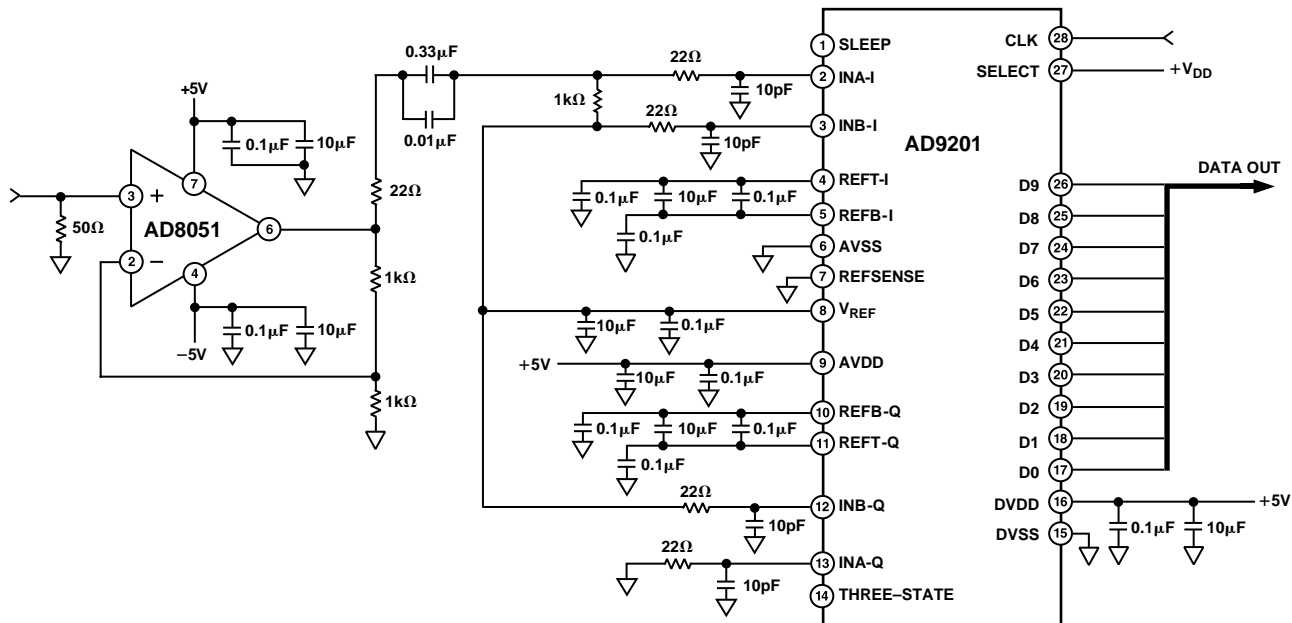 +5V
0.1μF
10μF
3
+
7
AD8051
6
2
−
4
50Ω
0.1μF
10μF
−5V
22Ω
1kΩ
1kΩ
0.33μF
0.01μF
1kΩ
22Ω
10pF
22Ω
10pF
0.1μF
10μF
0.1μF
0.1μF
10μF
0.1μF
+5V
10μF
0.1μF
0.1μF
10μF
0.1μF
0.1μF
22Ω
10pF
22Ω
10pF
AD9201
1 SLEEP
2 INA-I
3 INB-I
4 REFT-I
5 REFB-I
6 AVSS
7 REFSENSE
8 VREF
9 AVDD
10 REFB-Q
11 REFT-Q
12 INB-Q
13 INA-Q
14 THREE–STATE
CLK 28
SELECT 27
+VDD
DATA OUT
D9 26
D8 25
D7 24
D6 23
D5 22
D4 21
D3 20
D2 19
D1 18
D0 17
DVDD 16
+5V
DVSS 15
0.1μF
10μF